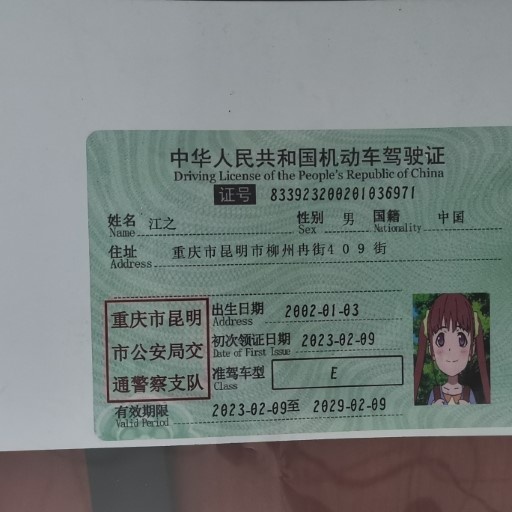 中华人民共和国机动车驾驶证
Driving License of the People's Republic of China
证号 833923200201036971
姓名 江之 性别 男 国籍 中国
Name Sex Nationality
住址 重庆市昆明市柳州冉街409街
Address
出生日期 2002-01-03
Address
初次领证日期 2023-02-09
Date of First Issue
准驾车型 E
Class
重庆市昆明
市公安局交
通警察支队
有效期限 2023-02-09至 2029-02-09
Valid Period